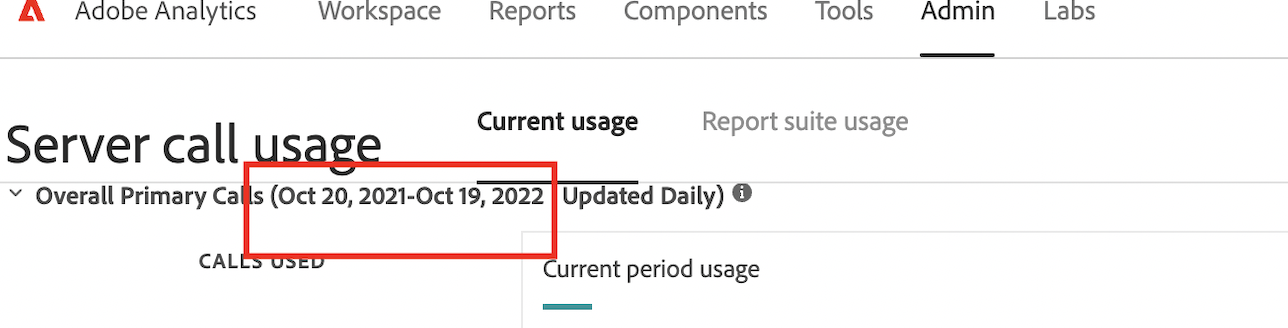 Adobe Analytics Workspace Reports Components Tools Admin Labs
Server call usage Current usage Report suite usage
Overall Primary Calls (Oct 20, 2021-Oct 19, 2022 Updated Daily)
CALLS USED
Current period usage